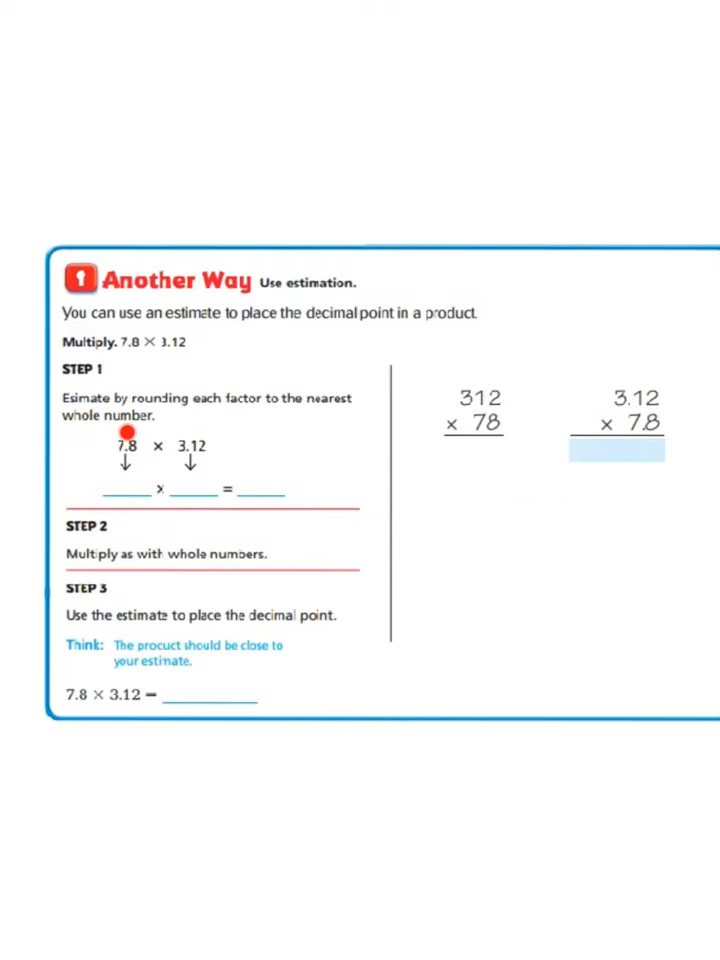 Another Way Use estimation.
You can use an estimate to place the decimal point in a product.
Multiply. 7.8 × 3.12
STEP 1
Esimate by rounding each factor to the nearest
whole number.
7.8 × 3.12
↓ ↓
____ × ____ = ____
STEP 2
Multiply as with whole numbers.
STEP 3
Use the estimate to place the decimal point.
Think: The procuct should be close to
your estimate.
7.8 × 3.12 = ____
312
× 78
3.12
× 7.8